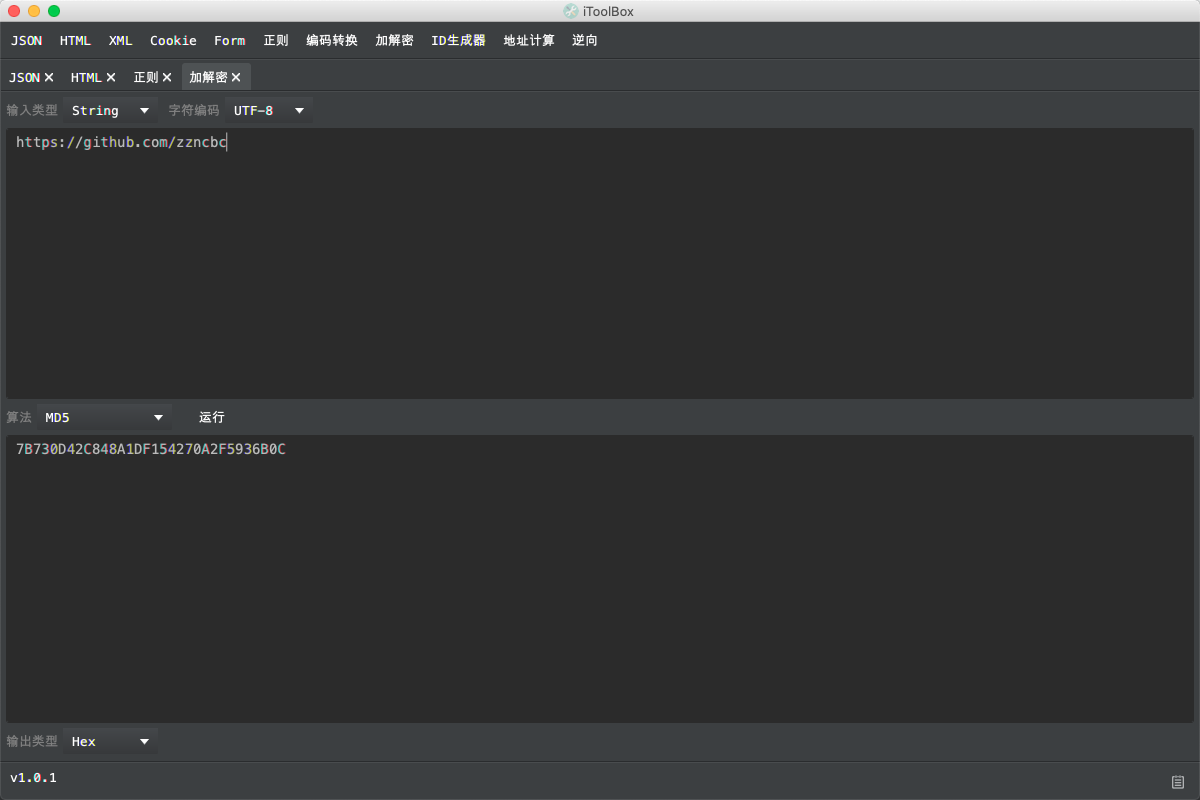 iToolBox
JSON HTML XML Cookie Form 正则 编码转换 加解密 ID生成器 地址计算 逆向
JSON HTML 正则 加解密
输入类型 String 字符编码 UTF-8
https://github.com/zzncbc
算法 MD5 运行
7B730D42C848A1DF154270A2F5936B0C
输出类型 Hex
v1.0.1